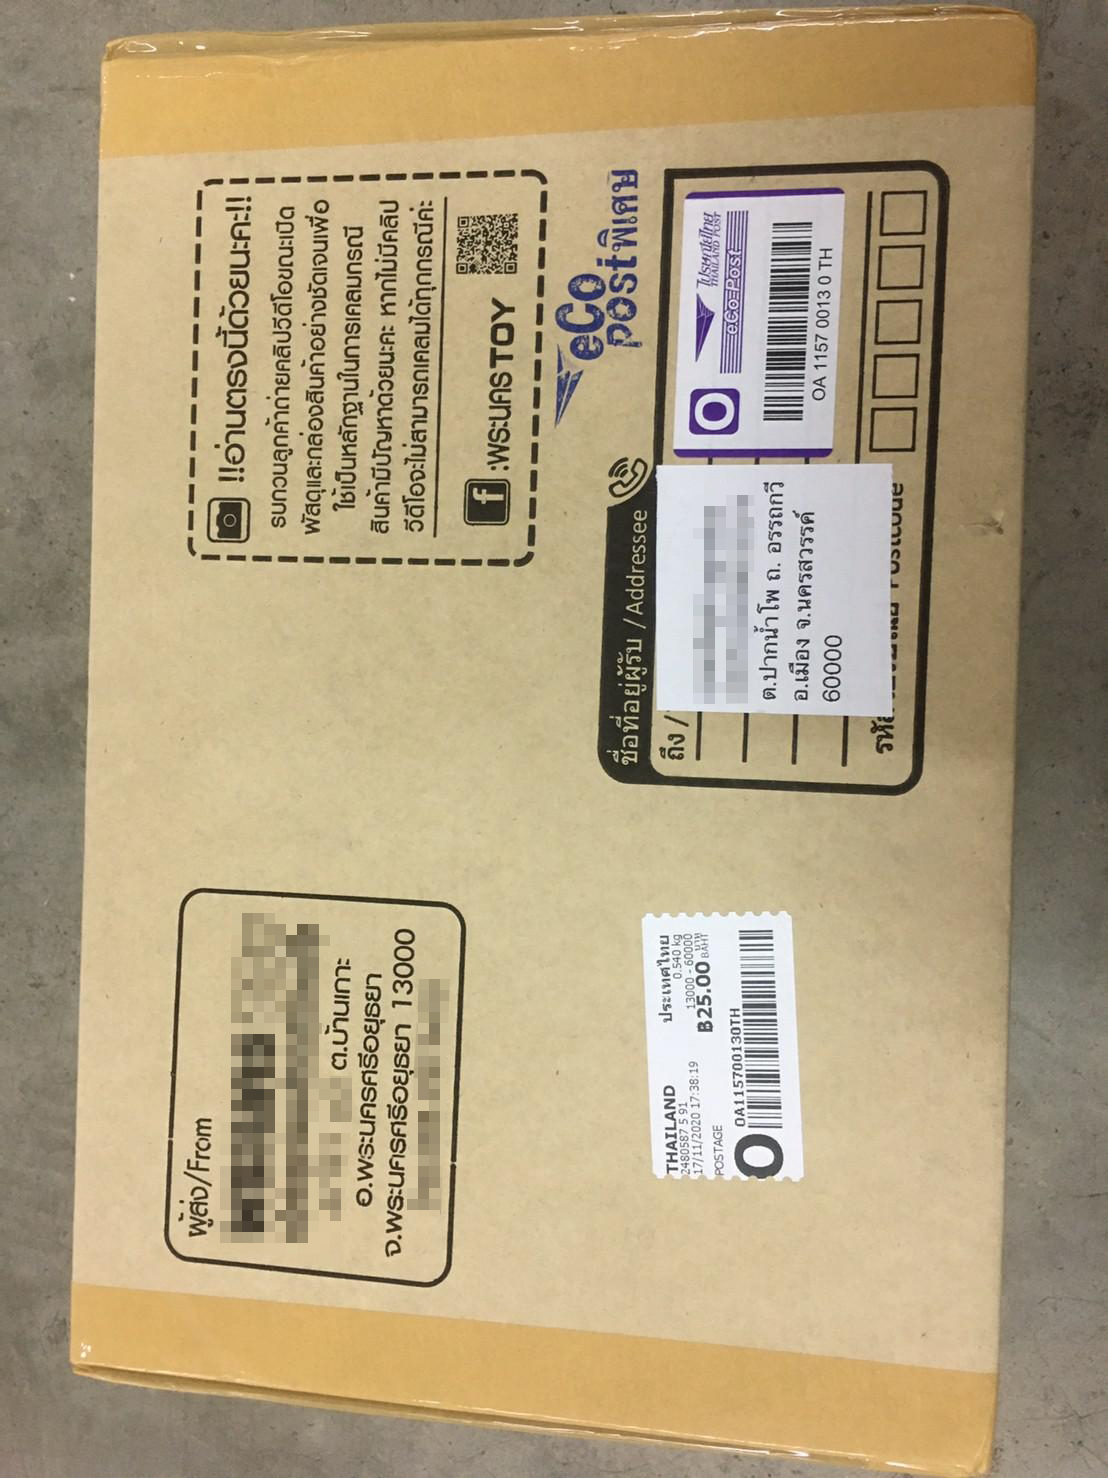 ผู้ส่ง/From
ต.บ้านเกาะ
อ.พระนครศรีอยุธยา
จ.พระนครศรีอยุธยา 13000
!!อ่านตรงนี้ด้วยนะคะ!!
รบกวนลูกค้าถ่ายคลิปวีดีโอขณะเปิด
พัสดุและกล่องสินค้าอย่างชัดเจนเพื่อ
ใช้เป็นหลักฐานในการเคลมกรณี
สินค้ามีปัญหาด้วยนะคะ หากไม่มีคลิป
วีดีโอจะไม่สามารถเคลมได้ทุกกรณีค่ะ
f :พระนครTOY
eCo
postพิเศษ
THAILAND ประเทศไทย
2480587 5 91 0.540 kg
17/11/2020 17:38:19 13000 - 60000
฿25.00 บาท BAHT
POSTAGE
O OA115700130TH
ชื่อที่อยู่ผู้รับ /Addressee
ถึง /
ต.ปากน้ำโพ ถ. อรรถกวี
อ.เมือง จ.นครสวรรค์
60000
Postcode
ไปรษณีย์ไทย
THAILAND POST
eCo-Post
O
OA 1157 0013 0 TH